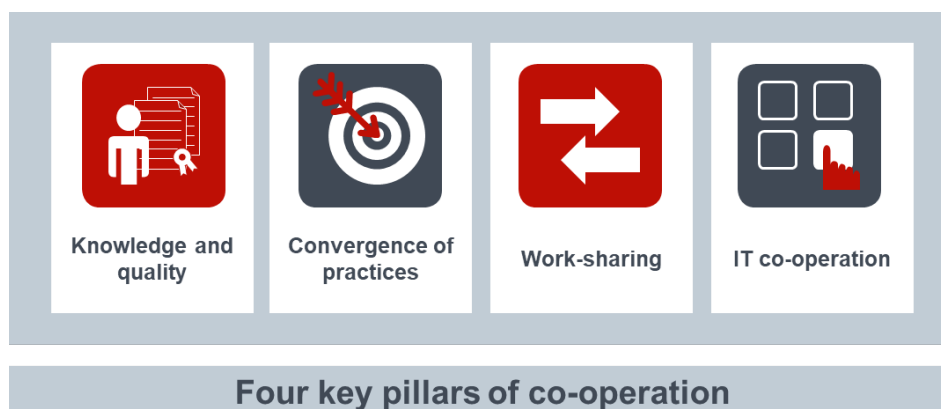 Knowledge and
quality
Convergence of
practices
Work-sharing
IT co-operation
Four key pillars of co-operation